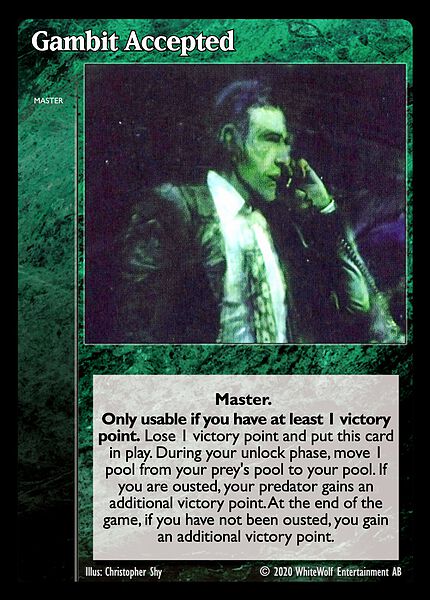 Gambit Accepted
MASTER
Master.
Only usable if you have at least 1 victory
point. Lose 1 victory point and put this card
in play. During your unlock phase, move 1
pool from your prey's pool to your pool. If
you are ousted, your predator gains an
additional victory point. At the end of the
game, if you have not been ousted, you gain
an additional victory point.
Illus: Christopher Shy © 2020 WhiteWolf Entertainment AB